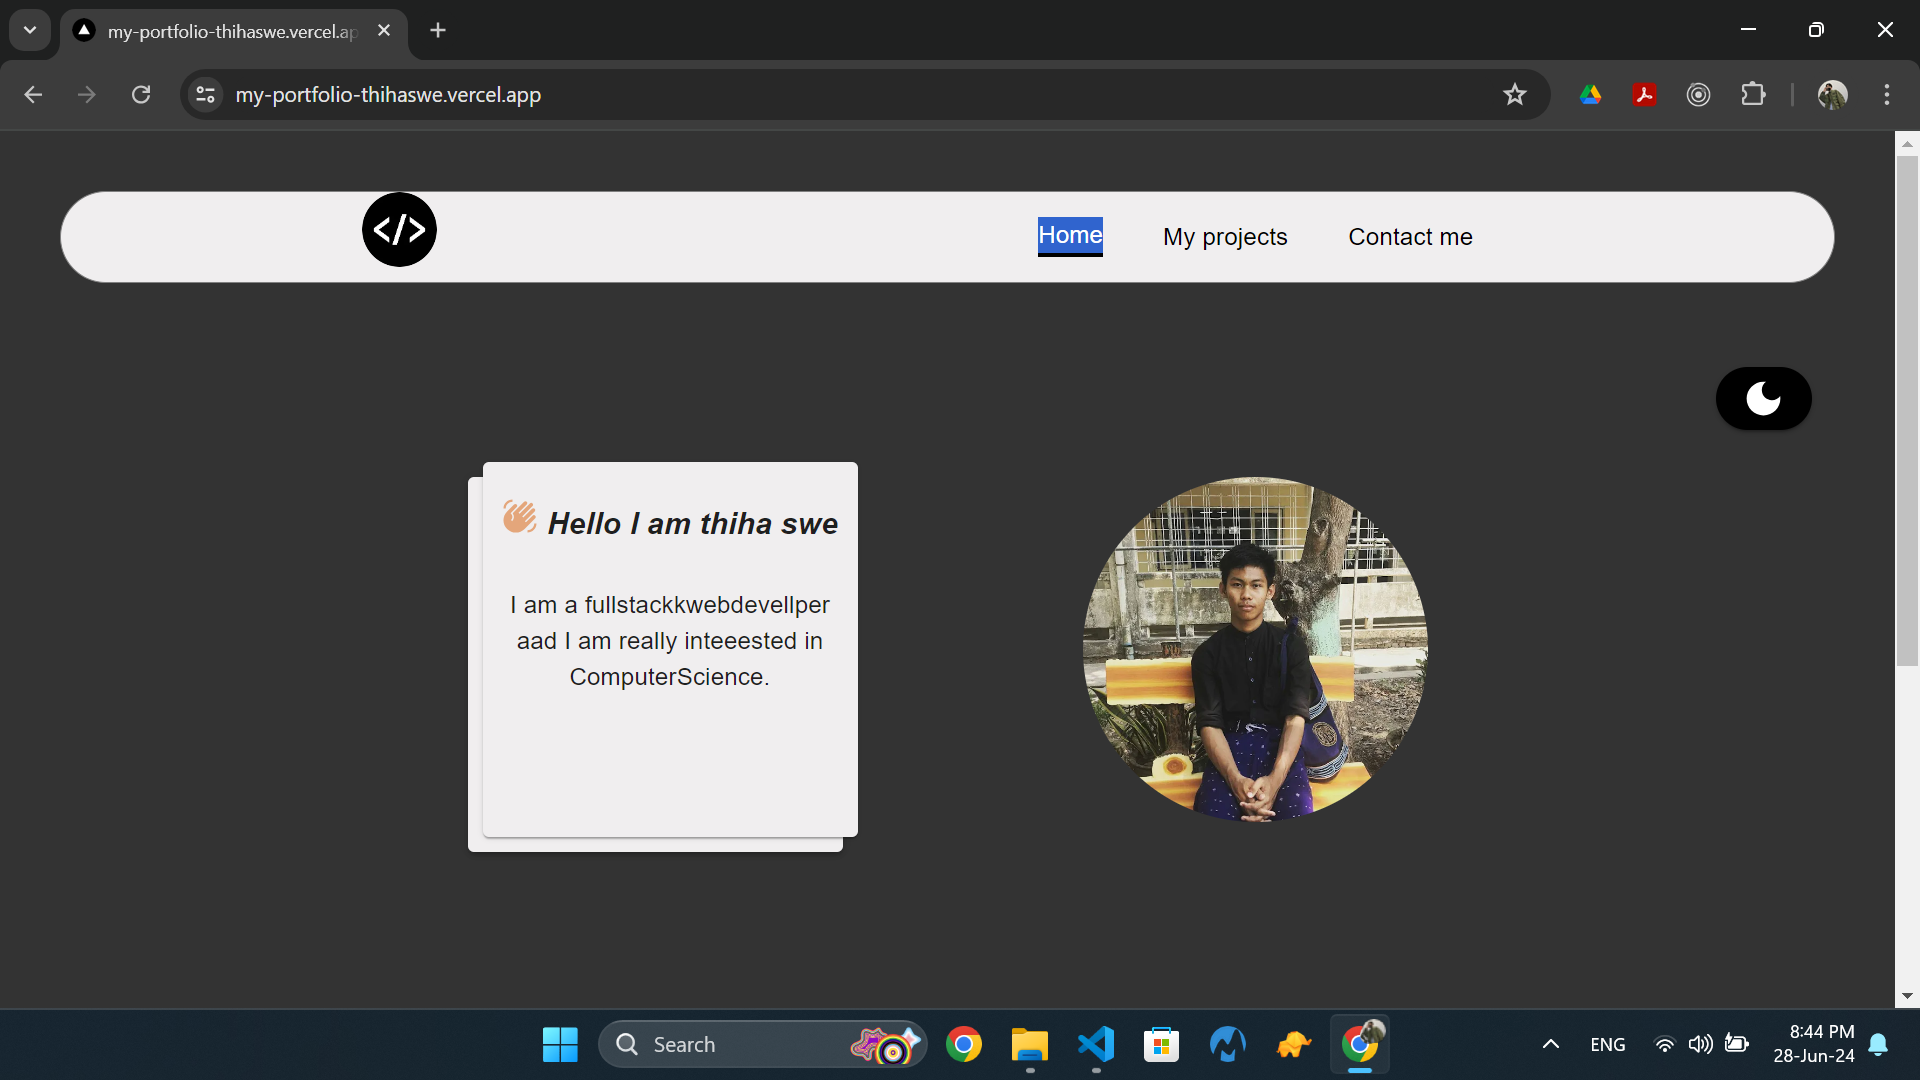 my-portfolio-thihaswe.vercel.ap
my-portfolio-thihaswe.vercel.app
</>
Home
My projects
Contact me
👋 Hello I am thiha swe
I am a fullstackkwebdevellper
aad I am really inteeested in
ComputerScience.
Search
ENG
8:44 PM
28-Jun-24